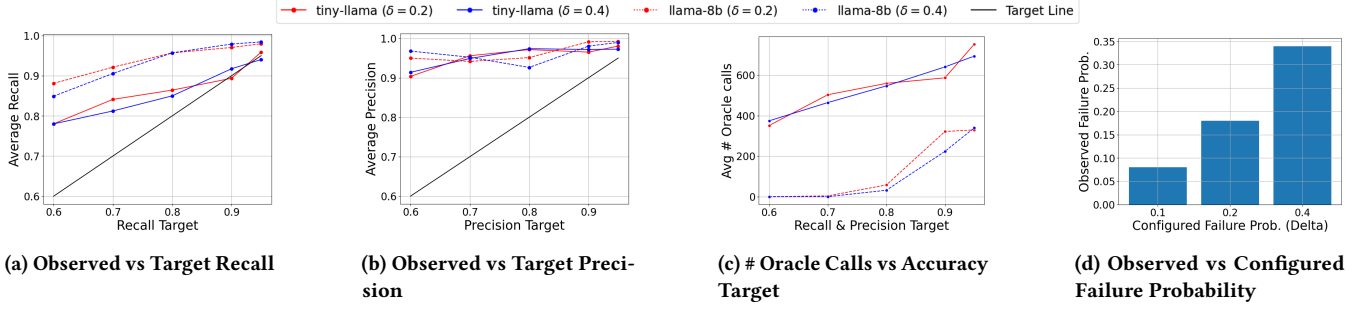 tiny-llama (δ = 0.2) tiny-llama (δ = 0.4) llama-8b (δ = 0.2) llama-8b (δ = 0.4) Target Line
1.0
0.9
0.8
0.7
0.6
Average Recall
0.6 0.7 0.8 0.9
Recall Target
(a) Observed vs Target Recall
1.0
0.9
0.8
0.7
0.6
Average Precision
0.6 0.7 0.8 0.9
Precision Target
(b) Observed vs Target Preci-
sion
600
400
200
0
Avg # Oracle calls
0.6 0.7 0.8 0.9
Recall & Precision Target
(c) # Oracle Calls vs Accuracy
Target
0.35
0.30
0.25
0.20
0.15
0.10
0.05
0.00
Observed Failure Prob.
0.1 0.2 0.4
Configured Failure Prob. (Delta)
(d) Observed vs Configured
Failure Probability